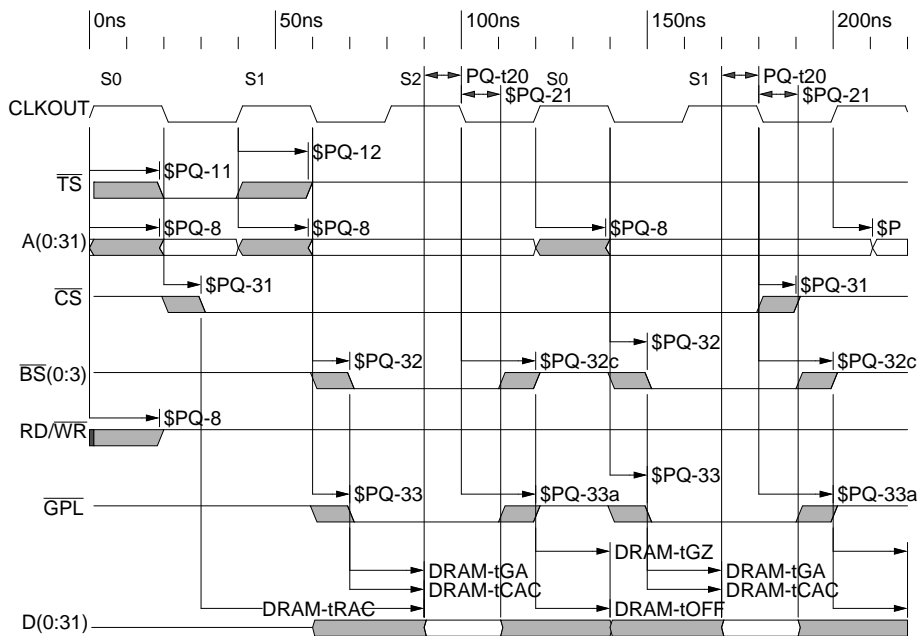 0ns 50ns 100ns 150ns 200ns
S0 S1 S2 PQ-t20 S0 S1 PQ-t20
$PQ-21 $PQ-21
CLKOUT
$PQ-12
$PQ-11
TS
$PQ-8 $PQ-8 $PQ-8 $P
A(0:31)
$PQ-31 $PQ-31
CS
$PQ-32
$PQ-32 $PQ-32c $PQ-32c
BS(0:3)
$PQ-8
RD/WR
$PQ-33
$PQ-33 $PQ-33a $PQ-33a
GPL
DRAM-tGZ
DRAM-tGA DRAM-tGA
DRAM-tCAC DRAM-tCAC
DRAM-tRAC DRAM-tOFF
D(0:31)